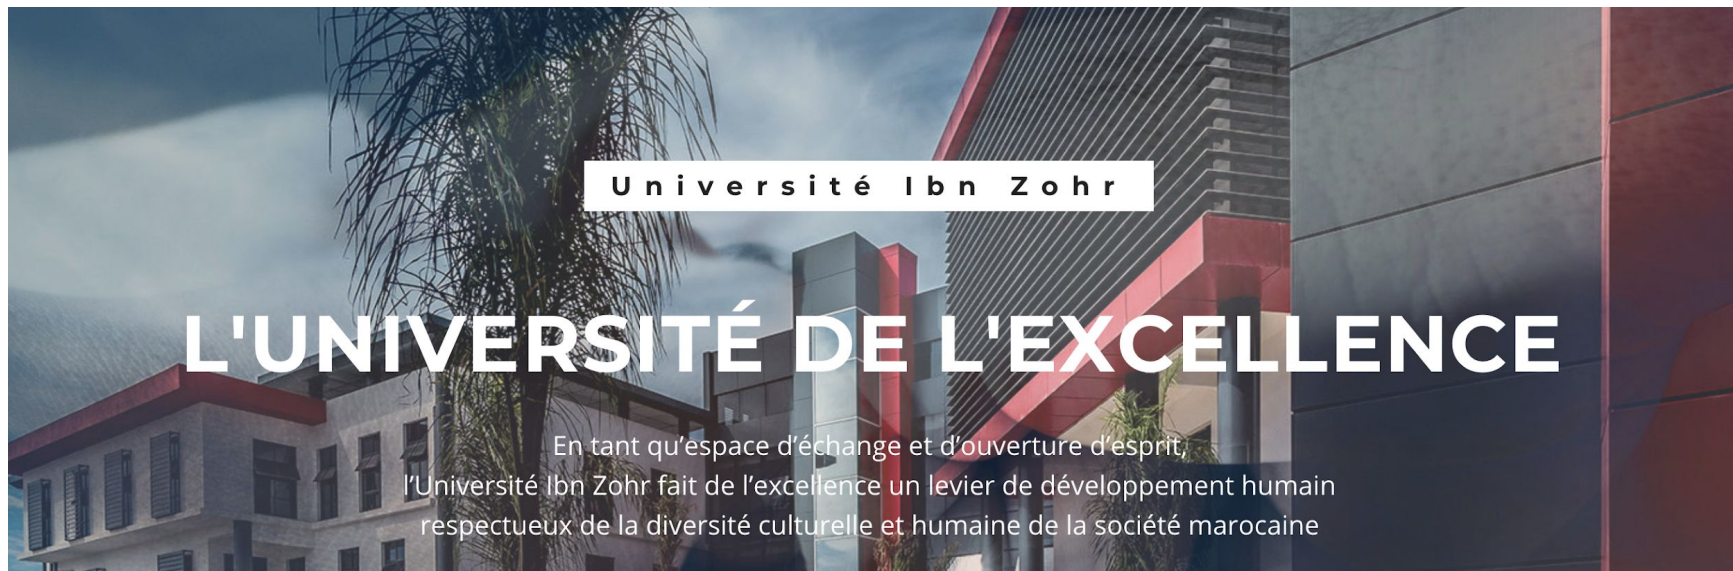 Université Ibn Zohr
L'UNIVERSITÉ DE L'EXCELLENCE
En tant qu’espace d’échange et d’ouverture d’esprit,
l’Université Ibn Zohr fait de l’excellence un levier de développement humain
respectueux de la diversité culturelle et humaine de la société marocaine